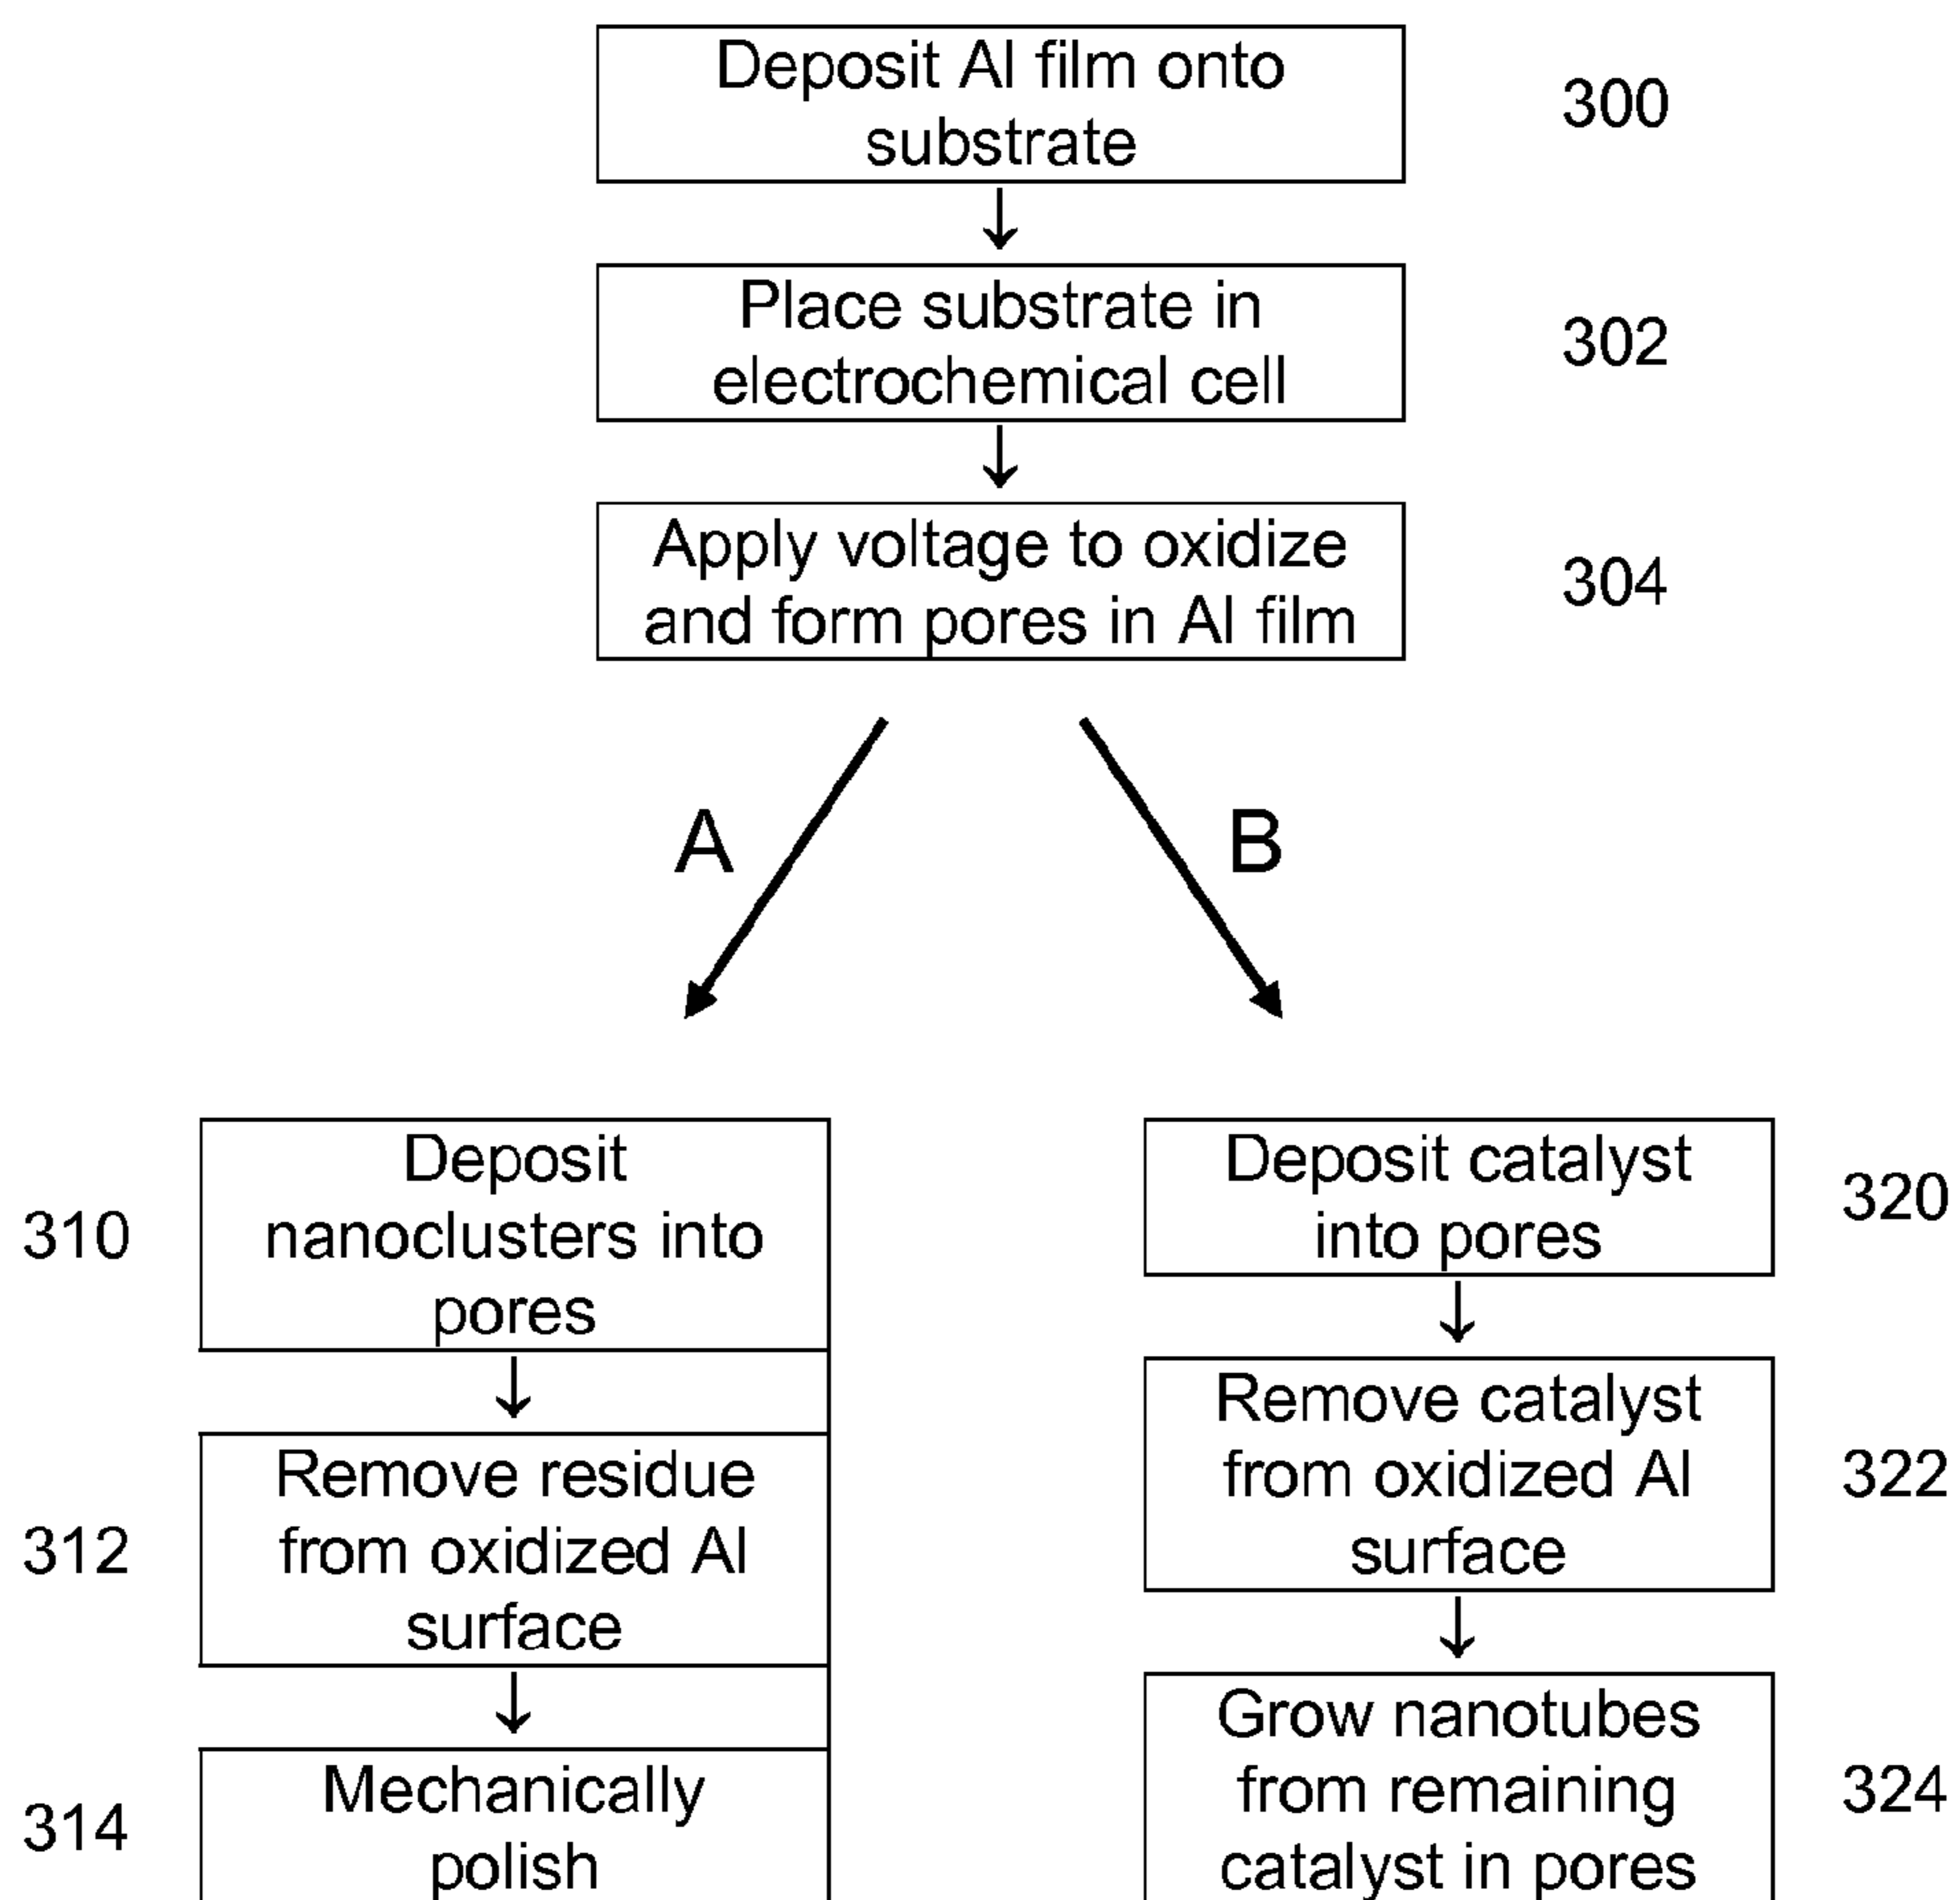 Deposit Al film onto
substrate
300
Place substrate in
electrochemical cell
302
Apply voltage to oxidize
and form pores in Al film
304
A
B
Deposit
nanoclusters into
pores
310
Remove residue
from oxidized Al
surface
312
Mechanically
polish
314
Deposit catalyst
into pores
320
Remove catalyst
from oxidized Al
surface
322
Grow nanotubes
from remaining
catalyst in pores
324